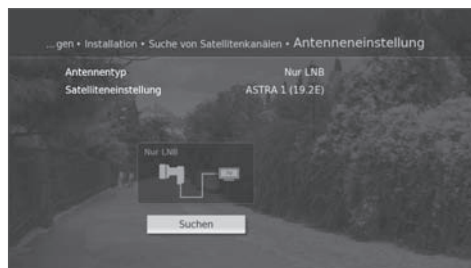 ...gen • Installation • Suche von Satellitenkanälen • Antenneneinstellung
Antennentyp Nur LNB
Satelliteneinstellung ASTRA 1 (19.2E)
Nur LNB
Suchen